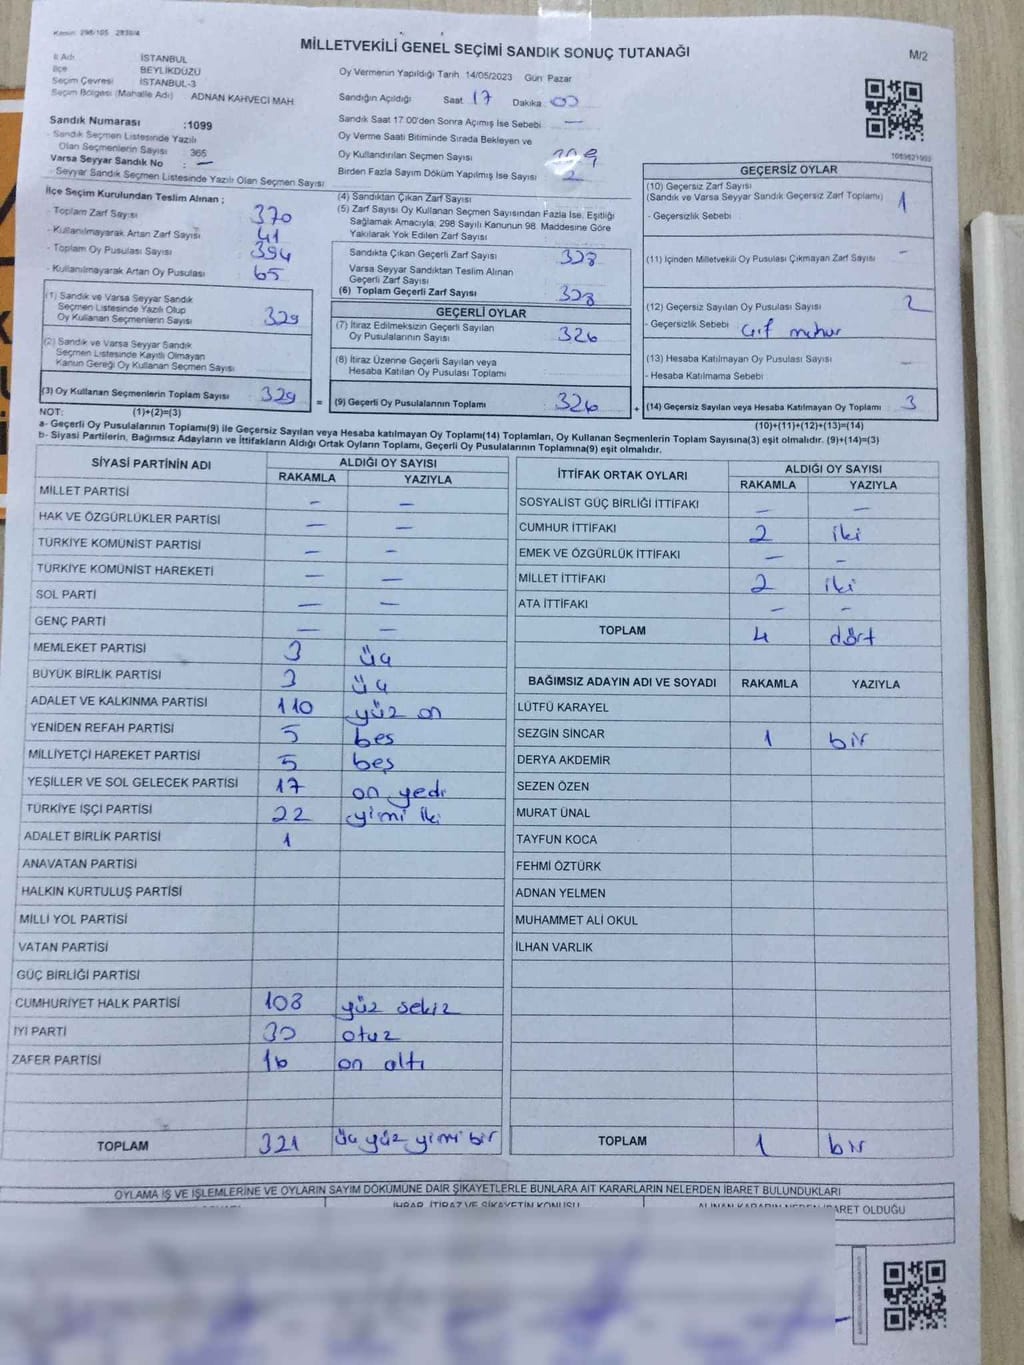 Kanun: 298/105 2839/4
MİLLETVEKİLİ GENEL SEÇİMİ SANDIK SONUÇ TUTANAĞI
M/2
İl Adı İSTANBUL
İlçe BEYLİKDÜZÜ
Seçim Çevresi İSTANBUL-3
Seçim Bölgesi (Mahalle Adı) ADNAN KAHVECİ MAH.
Oy Vermenin Yapıldığı Tarih 14/05/2023 Gün Pazar
Sandığın Açıldığı Saat 17 Dakika 00
Sandık Saat 17.00'den Sonra Açımış İse Sebebi : —
Oy Verme Saati Bitiminde Sırada Bekleyen ve
Oy Kullandırılan Seçmen Sayısı
Birden Fazla Sayım Döküm Yapılmış İse Sayısı
Sandık Numarası :1099
- Sandık Seçmen Listesinde Yazılı
Olan Seçmenlerin Sayısı : 365
Varsa Seyyar Sandık No : —
- Seyyar Sandık Seçmen Listesinde Yazılı Olan Seçmen Sayısı
İlçe Seçim Kurulundan Teslim Alınan ;
- Toplam Zarf Sayısı : 370
- Kullanılmayarak Artan Zarf Sayısı : 41
- Toplam Oy Pusulası Sayısı : 394
- Kullanılmayarak Artan Oy Pusulası : 65
(1) Sandık ve Varsa Seyyar Sandık
Seçmen Listesinde Yazılı Olup
Oy Kullanan Seçmenlerin Sayısı : 329
(2) Sandık ve Varsa Seyyar Sandık
Seçmen Listesinde Kayıtlı Olmayan
Kanun Gereği Oy Kullanan Seçmen Sayısı :
(3) Oy Kullanan Seçmenlerin Toplam Sayısı : 329 =
(4) Sandıktan Çıkan Zarf Sayısı :
(5) Zarf Sayısı Oy Kullanan Seçmen Sayısından Fazla İse, Eşitliği
Sağlamak Amacıyla, 298 Sayılı Kanunun 98. Maddesine Göre
Yakılarak Yok Edilen Zarf Sayısı :
Sandıkta Çıkan Geçerli Zarf Sayısı : 328
Varsa Seyyar Sandıktan Teslim Alınan
Geçerli Zarf Sayısı
(6) Toplam Geçerli Zarf Sayısı : 328
GEÇERLİ OYLAR
(7) İtiraz Edilmeksizin Geçerli Sayılan
Oy Pusulalarının Sayısı : 326
(8) İtiraz Üzerine Geçerli Sayılan veya
Hesaba Katılan Oy Pusulası Toplamı :
(9) Geçerli Oy Pusulalarının Toplamı : 326 +
GEÇERSİZ OYLAR
(10) Geçersiz Zarf Sayısı
(Sandık ve Varsa Seyyar Sandık Geçersiz Zarf Toplamı) : 1
- Geçersizlik Sebebi :
(11) İçinden Milletvekili Oy Pusulası Çıkmayan Zarf Sayısı : —
(12) Geçersiz Sayılan Oy Pusulası Sayısı : 2
- Geçersizlik Sebebi : Çift mühür
(13) Hesaba Katılmayan Oy Pusulası Sayısı : —
- Hesaba Katılmama Sebebi :
(14) Geçersiz Sayılan veya Hesaba Katılmayan Oy Toplamı : 3
NOT: (1)+(2)=(3)
(10)+(11)+(12)+(13)=(14)
a- Geçerli Oy Pusulalarının Toplamı(9) ile Geçersiz Sayılan veya Hesaba katılmayan Oy Toplamı(14) Toplamları, Oy Kullanan Seçmenlerin Toplam Sayısına(3) eşit olmalıdır. (9)+(14)=(3)
b- Siyasi Partilerin, Bağımsız Adayların ve İttifakların Aldığı Ortak Oyların Toplamı, Geçerli Oy Pusulalarının Toplamına(9) eşit olmalıdır.
SİYASİ PARTİNİN ADI ALDIĞI OY SAYISI
RAKAMLA YAZIYLA
MİLLET PARTİSİ — —
HAK VE ÖZGÜRLÜKLER PARTİSİ — —
TÜRKİYE KOMÜNİST PARTİSİ — —
TÜRKİYE KOMÜNİST HAREKETİ — —
SOL PARTİ — —
GENÇ PARTİ — —
MEMLEKET PARTİSİ 3 üç
BÜYÜK BİRLİK PARTİSİ 3 üç
ADALET VE KALKINMA PARTİSİ 110 yüz on
YENİDEN REFAH PARTİSİ 5 beş
MİLLİYETÇİ HAREKET PARTİSİ 5 beş
YEŞİLLER VE SOL GELECEK PARTİSİ 17 on yedi
TÜRKİYE İŞÇİ PARTİSİ 22 yimi iki
ADALET BİRLİK PARTİSİ 1
ANAVATAN PARTİSİ
HALKIN KURTULUŞ PARTİSİ
MİLLİ YOL PARTİSİ
VATAN PARTİSİ
GÜÇ BİRLİĞİ PARTİSİ
CUMHURİYET HALK PARTİSİ 108 yüz sekiz
İYİ PARTİ 30 otuz
ZAFER PARTİSİ 16 on altı
TOPLAM 321 üç yüz yimi bir
İTTİFAK ORTAK OYLARI ALDIĞI OY SAYISI
RAKAMLA YAZIYLA
SOSYALİST GÜÇ BİRLİĞİ İTTİFAKI — —
CUMHUR İTTİFAKI 2 iki
EMEK VE ÖZGÜRLÜK İTTİFAKI — —
MİLLET İTTİFAKI 2 iki
ATA İTTİFAKI — —
TOPLAM 4 dört
BAĞIMSIZ ADAYIN ADI VE SOYADI RAKAMLA YAZIYLA
LÜTFÜ KARAYEL
SEZGİN SİNCAR 1 bir
DERYA AKDEMİR
SEZEN ÖZEN
MURAT ÜNAL
TAYFUN KOCA
FEHMİ ÖZTÜRK
ADNAN YELMEN
MUHAMMET ALİ OKUL
İLHAN VARLIK
TOPLAM 1 bir
OYLAMA İŞ VE İŞLEMLERİNE VE OYLARIN SAYIM DÖKÜMÜNE DAİR ŞİKAYETLERLE BUNLARA AİT KARARLARIN NELERDEN İBARET BULUNDUKLARI
İHBAR, İTİRAZ VE ŞİKAYETİN KONUSU